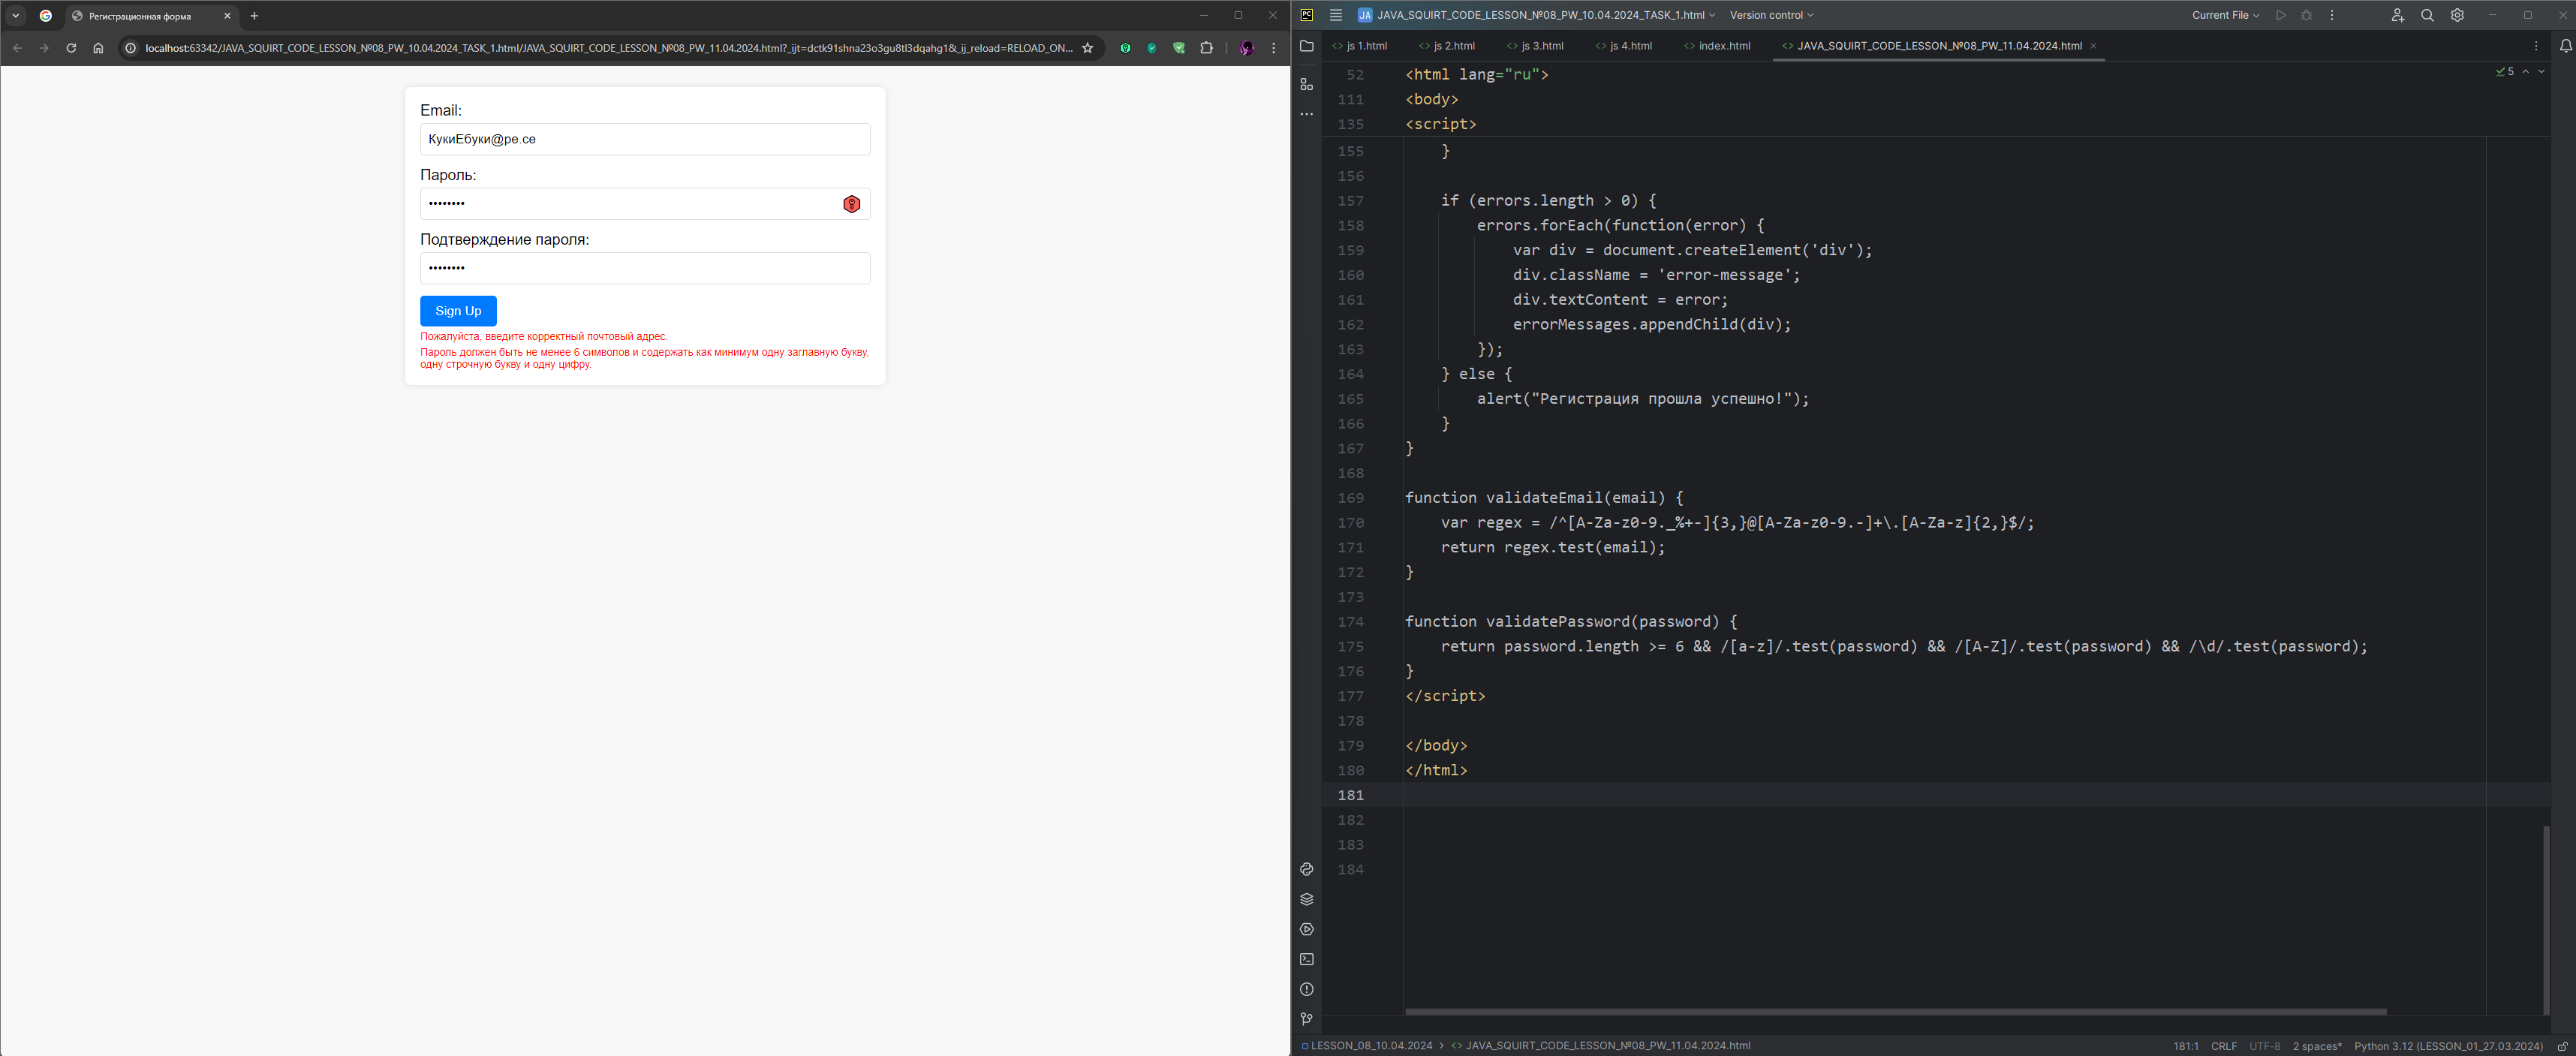 Регистрационная форма
localhost:63342/JAVA_SQUIRT_CODE_LESSON_№08_PW_10.04.2024_TASK_1.html/JAVA_SQUIRT_CODE_LESSON_№08_PW_11.04.2024.html?_ijt=dctk91shna23o3gu8tl3dqahg1&_ij_reload=RELOAD_ON...
Email:
КукиЕбуки@ре.се
Пароль:
••••••••
Подтверждение пароля:
••••••••
Sign Up
Пожалуйста, введите корректный почтовый адрес.
Пароль должен быть не менее 6 символов и содержать как минимум одну заглавную букву,
одну строчную букву и одну цифру.
PC JA JAVA_SQUIRT_CODE_LESSON_№08_PW_10.04.2024_TASK_1.html Version control Current File
js 1.html js 2.html js 3.html js 4.html index.html JAVA_SQUIRT_CODE_LESSON_№08_PW_11.04.2024.html
5
52 <html lang="ru">
111 <body>
135 <script>
155 }
156
157 if (errors.length > 0) {
158 errors.forEach(function(error) {
159 var div = document.createElement('div');
160 div.className = 'error-message';
161 div.textContent = error;
162 errorMessages.appendChild(div);
163 });
164 } else {
165 alert("Регистрация прошла успешно!");
166 }
167 }
168
169 function validateEmail(email) {
170 var regex = /^[A-Za-z0-9._%+-]{3,}@[A-Za-z0-9.-]+\.[A-Za-z]{2,}$/;
171 return regex.test(email);
172 }
173
174 function validatePassword(password) {
175 return password.length >= 6 && /[a-z]/.test(password) && /[A-Z]/.test(password) && /\d/.test(password);
176 }
177 </script>
178
179 </body>
180 </html>
181
182
183
184
LESSON_08_10.04.2024 > <> JAVA_SQUIRT_CODE_LESSON_№08_PW_11.04.2024.html 181:1 CRLF UTF-8 2 spaces* Python 3.12 (LESSON_01_27.03.2024)